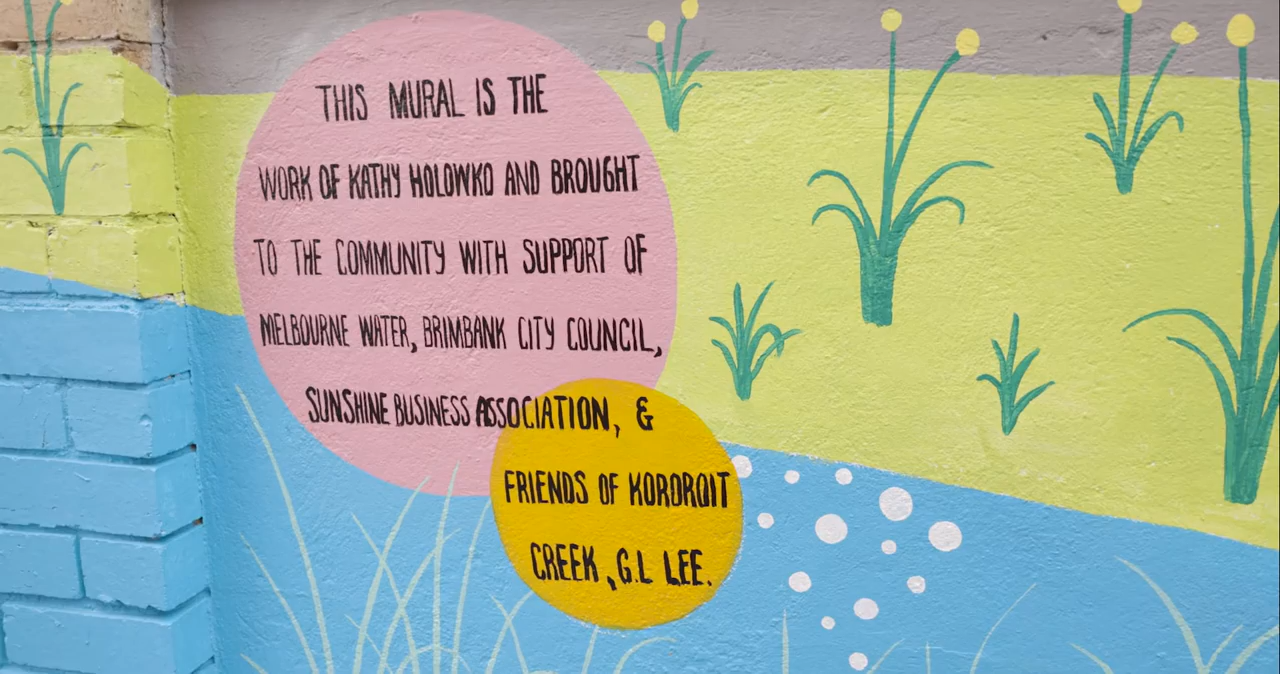 THIS MURAL IS THE
WORK OF KATHY HOLOWKO AND BROUGHT
TO THE COMMUNITY WITH SUPPORT OF
MELBOURNE WATER, BRIMBANK CITY COUNCIL,
SUNSHINE BUSINESS ASSOCIATION, &
FRIENDS OF KOROROIT
CREEK, G.L LEE.